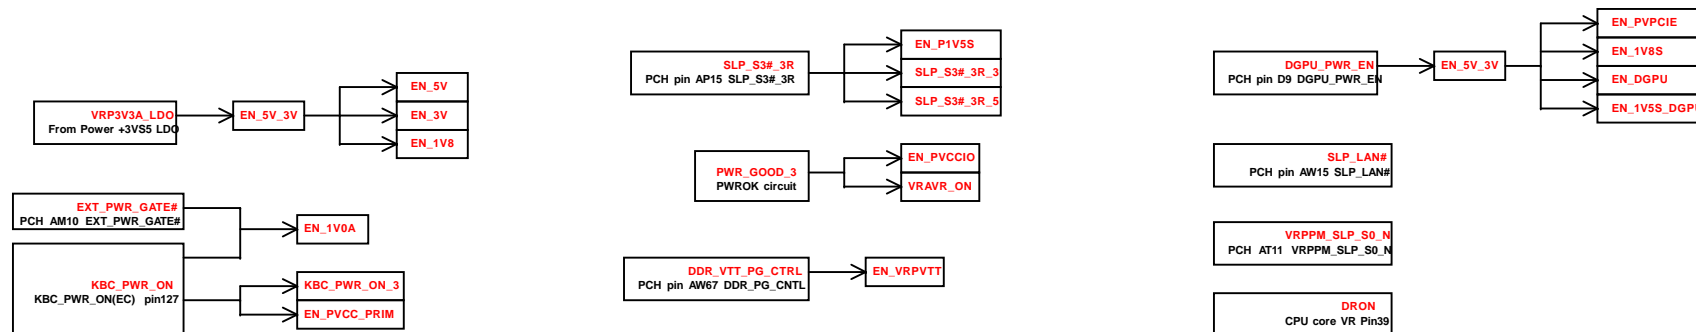 VRP3V3A_LDO
From Power +3VS5 LDO
EN_5V_3V
EN_5V
EN_3V
EN_1V8
EXT_PWR_GATE#
PCH AM10 EXT_PWR_GATE#
EN_1V0A
KBC_PWR_ON
KBC_PWR_ON(EC) pin127
KBC_PWR_ON_3
EN_PVCC_PRIM
SLP_S3#_3R
PCH pin AP15 SLP_S3#_3R
EN_P1V5S
SLP_S3#_3R_3
SLP_S3#_3R_5
PWR_GOOD_3
PWROK circuit
EN_PVCCIO
VRAVR_ON
DDR_VTT_PG_CTRL
PCH pin AW67 DDR_PG_CNTL
EN_VRPVTT
DGPU_PWR_EN
PCH pin D9 DGPU_PWR_EN
EN_5V_3V
EN_PVPCIE
EN_1V8S
EN_DGPU
EN_1V5S_DGPU
SLP_LAN#
PCH pin AW15 SLP_LAN#
VRPPM_SLP_S0_N
PCH AT11 VRPPM_SLP_S0_N
DRON
CPU core VR Pin39